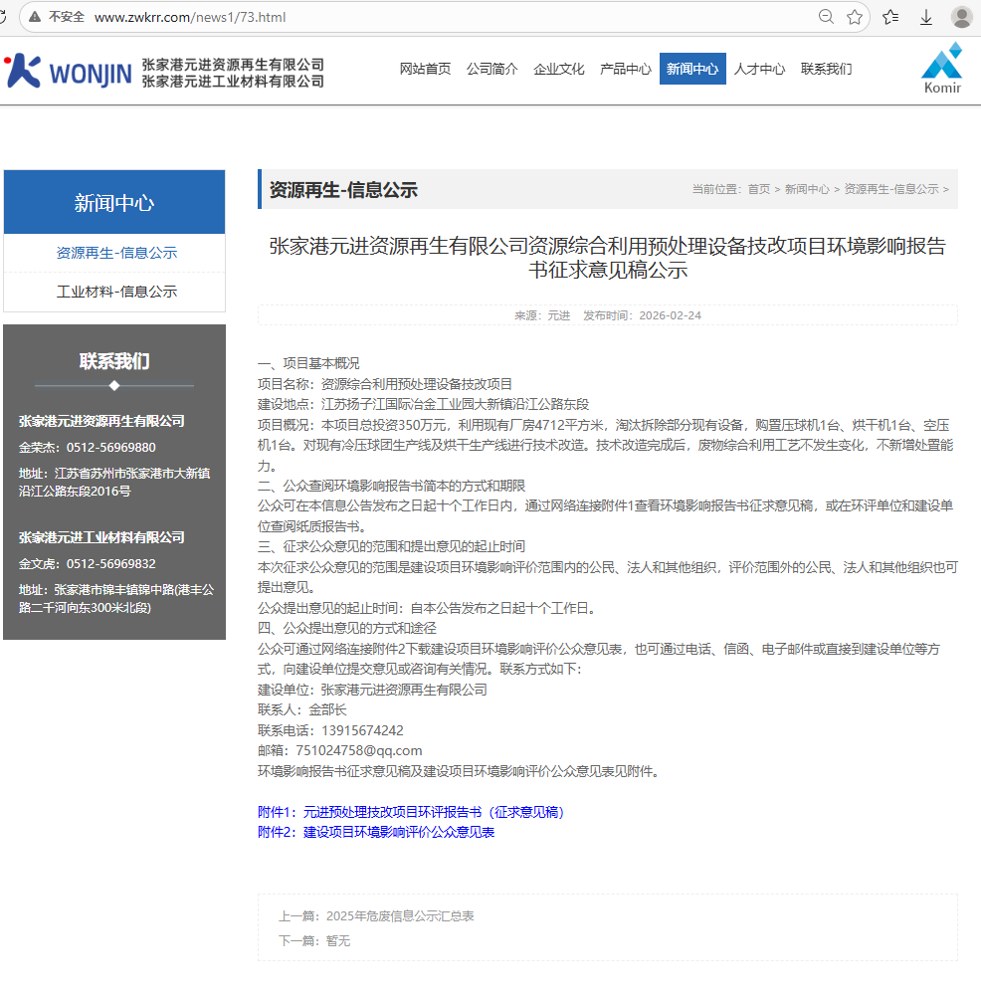 不安全 www.zwkrr.com/news1/73.html
WONJIN
张家港元进资源再生有限公司
张家港元进工业材料有限公司
网站首页 公司简介 企业文化 产品中心 新闻中心 人才中心 联系我们
Komir
新闻中心
资源再生-信息公示
工业材料-信息公示
联系我们
张家港元进资源再生有限公司
金荣杰：0512-56969880
地址：江苏省苏州市张家港市大新镇
沿江公路东段2016号
张家港元进工业材料有限公司
金文虎：0512-56969832
地址：张家港市锦丰镇锦中路(港丰公
路二千河向东300米北段)
资源再生-信息公示
当前位置：首页 > 新闻中心 > 资源再生-信息公示 >
张家港元进资源再生有限公司资源综合利用预处理设备技改项目环境影响报告
书征求意见稿公示
来源：元进 发布时间：2026-02-24
一、项目基本概况
项目名称：资源综合利用预处理设备技改项目
建设地点：江苏扬子江国际冶金工业园大新镇沿江公路东段
项目概况：本项目总投资350万元，利用现有厂房4712平方米，淘汰拆除部分现有设备，购置压球机1台、烘干机1台、空压
机1台。对现有冷压球团生产线及烘干生产线进行技术改造。技术改造完成后，废物综合利用工艺不发生变化，不新增处置能
力。
二、公众查阅环境影响报告书简本的方式和期限
公众可在本信息公告发布之日起十个工作日内，通过网络连接附件1查看环境影响报告书征求意见稿，或在环评单位和建设单
位查阅纸质报告书。
三、征求公众意见的范围和提出意见的起止时间
本次征求公众意见的范围是建设项目环境影响评价范围内的公民、法人和其他组织，评价范围外的公民、法人和其他组织也可
提出意见。
公众提出意见的起止时间：自本公告发布之日起十个工作日。
四、公众提出意见的方式和途径
公众可通过网络连接附件2下载建设项目环境影响评价公众意见表，也可通过电话、信函、电子邮件或直接到建设单位等方
式，向建设单位提交意见或咨询有关情况。联系方式如下：
建设单位：张家港元进资源再生有限公司
联系人：金部长
联系电话：13915674242
邮箱：751024758@qq.com
环境影响报告书征求意见稿及建设项目环境影响评价公众意见表见附件。
附件1：元进预处理技改项目环评报告书（征求意见稿）
附件2：建设项目环境影响评价公众意见表
上一篇：2025年危废信息公示汇总表
下一篇：暂无